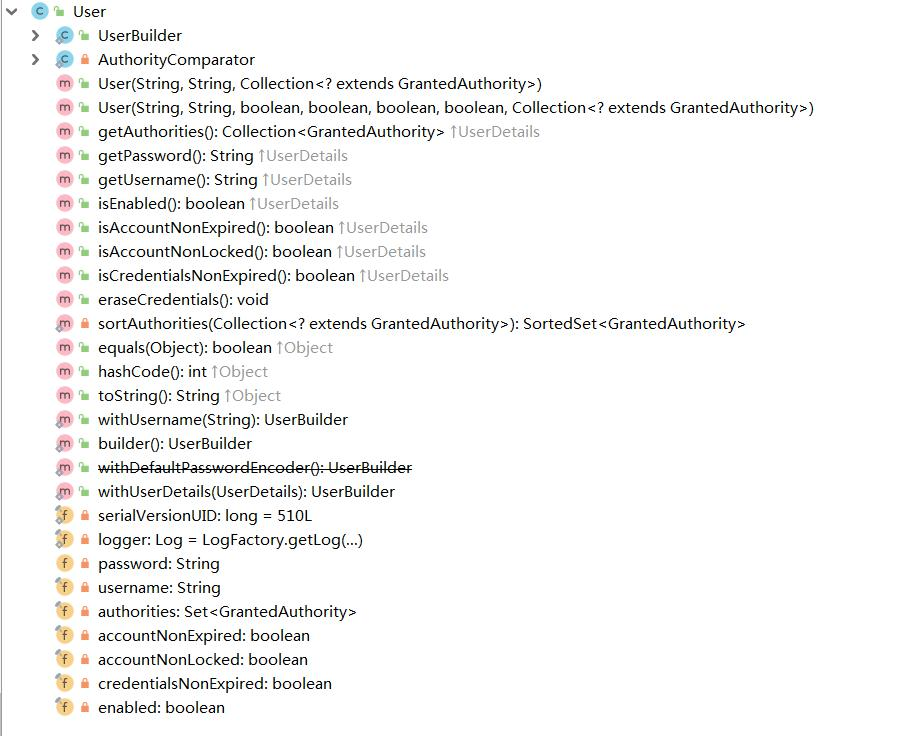 User
UserBuilder
AuthorityComparator
User(String, String, Collection<? extends GrantedAuthority>)
User(String, String, boolean, boolean, boolean, boolean, Collection<? extends GrantedAuthority>)
getAuthorities(): Collection<GrantedAuthority> ↑UserDetails
getPassword(): String ↑UserDetails
getUsername(): String ↑UserDetails
isEnabled(): boolean ↑UserDetails
isAccountNonExpired(): boolean ↑UserDetails
isAccountNonLocked(): boolean ↑UserDetails
isCredentialsNonExpired(): boolean ↑UserDetails
eraseCredentials(): void
sortAuthorities(Collection<? extends GrantedAuthority>): SortedSet<GrantedAuthority>
equals(Object): boolean ↑Object
hashCode(): int ↑Object
toString(): String ↑Object
withUsername(String): UserBuilder
builder(): UserBuilder
withDefaultPasswordEncoder(): UserBuilder
withUserDetails(UserDetails): UserBuilder
serialVersionUID: long = 510L
logger: Log = LogFactory.getLog(...)
password: String
username: String
authorities: Set<GrantedAuthority>
accountNonExpired: boolean
accountNonLocked: boolean
credentialsNonExpired: boolean
enabled: boolean